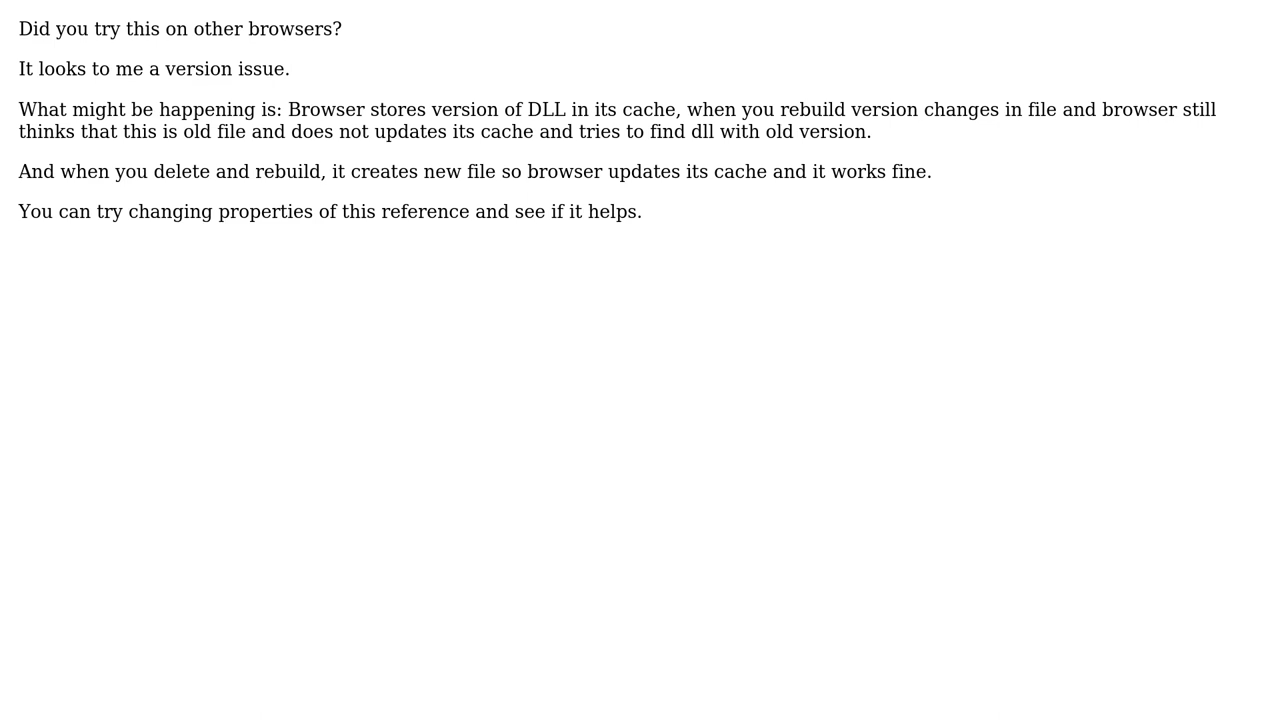 Did you try this on other browsers?
It looks to me a version issue.
What might be happening is: Browser stores version of DLL in its cache, when you rebuild version changes in file and browser still
thinks that this is old file and does not updates its cache and tries to find dll with old version.
And when you delete and rebuild, it creates new file so browser updates its cache and it works fine.
You can try changing properties of this reference and see if it helps.